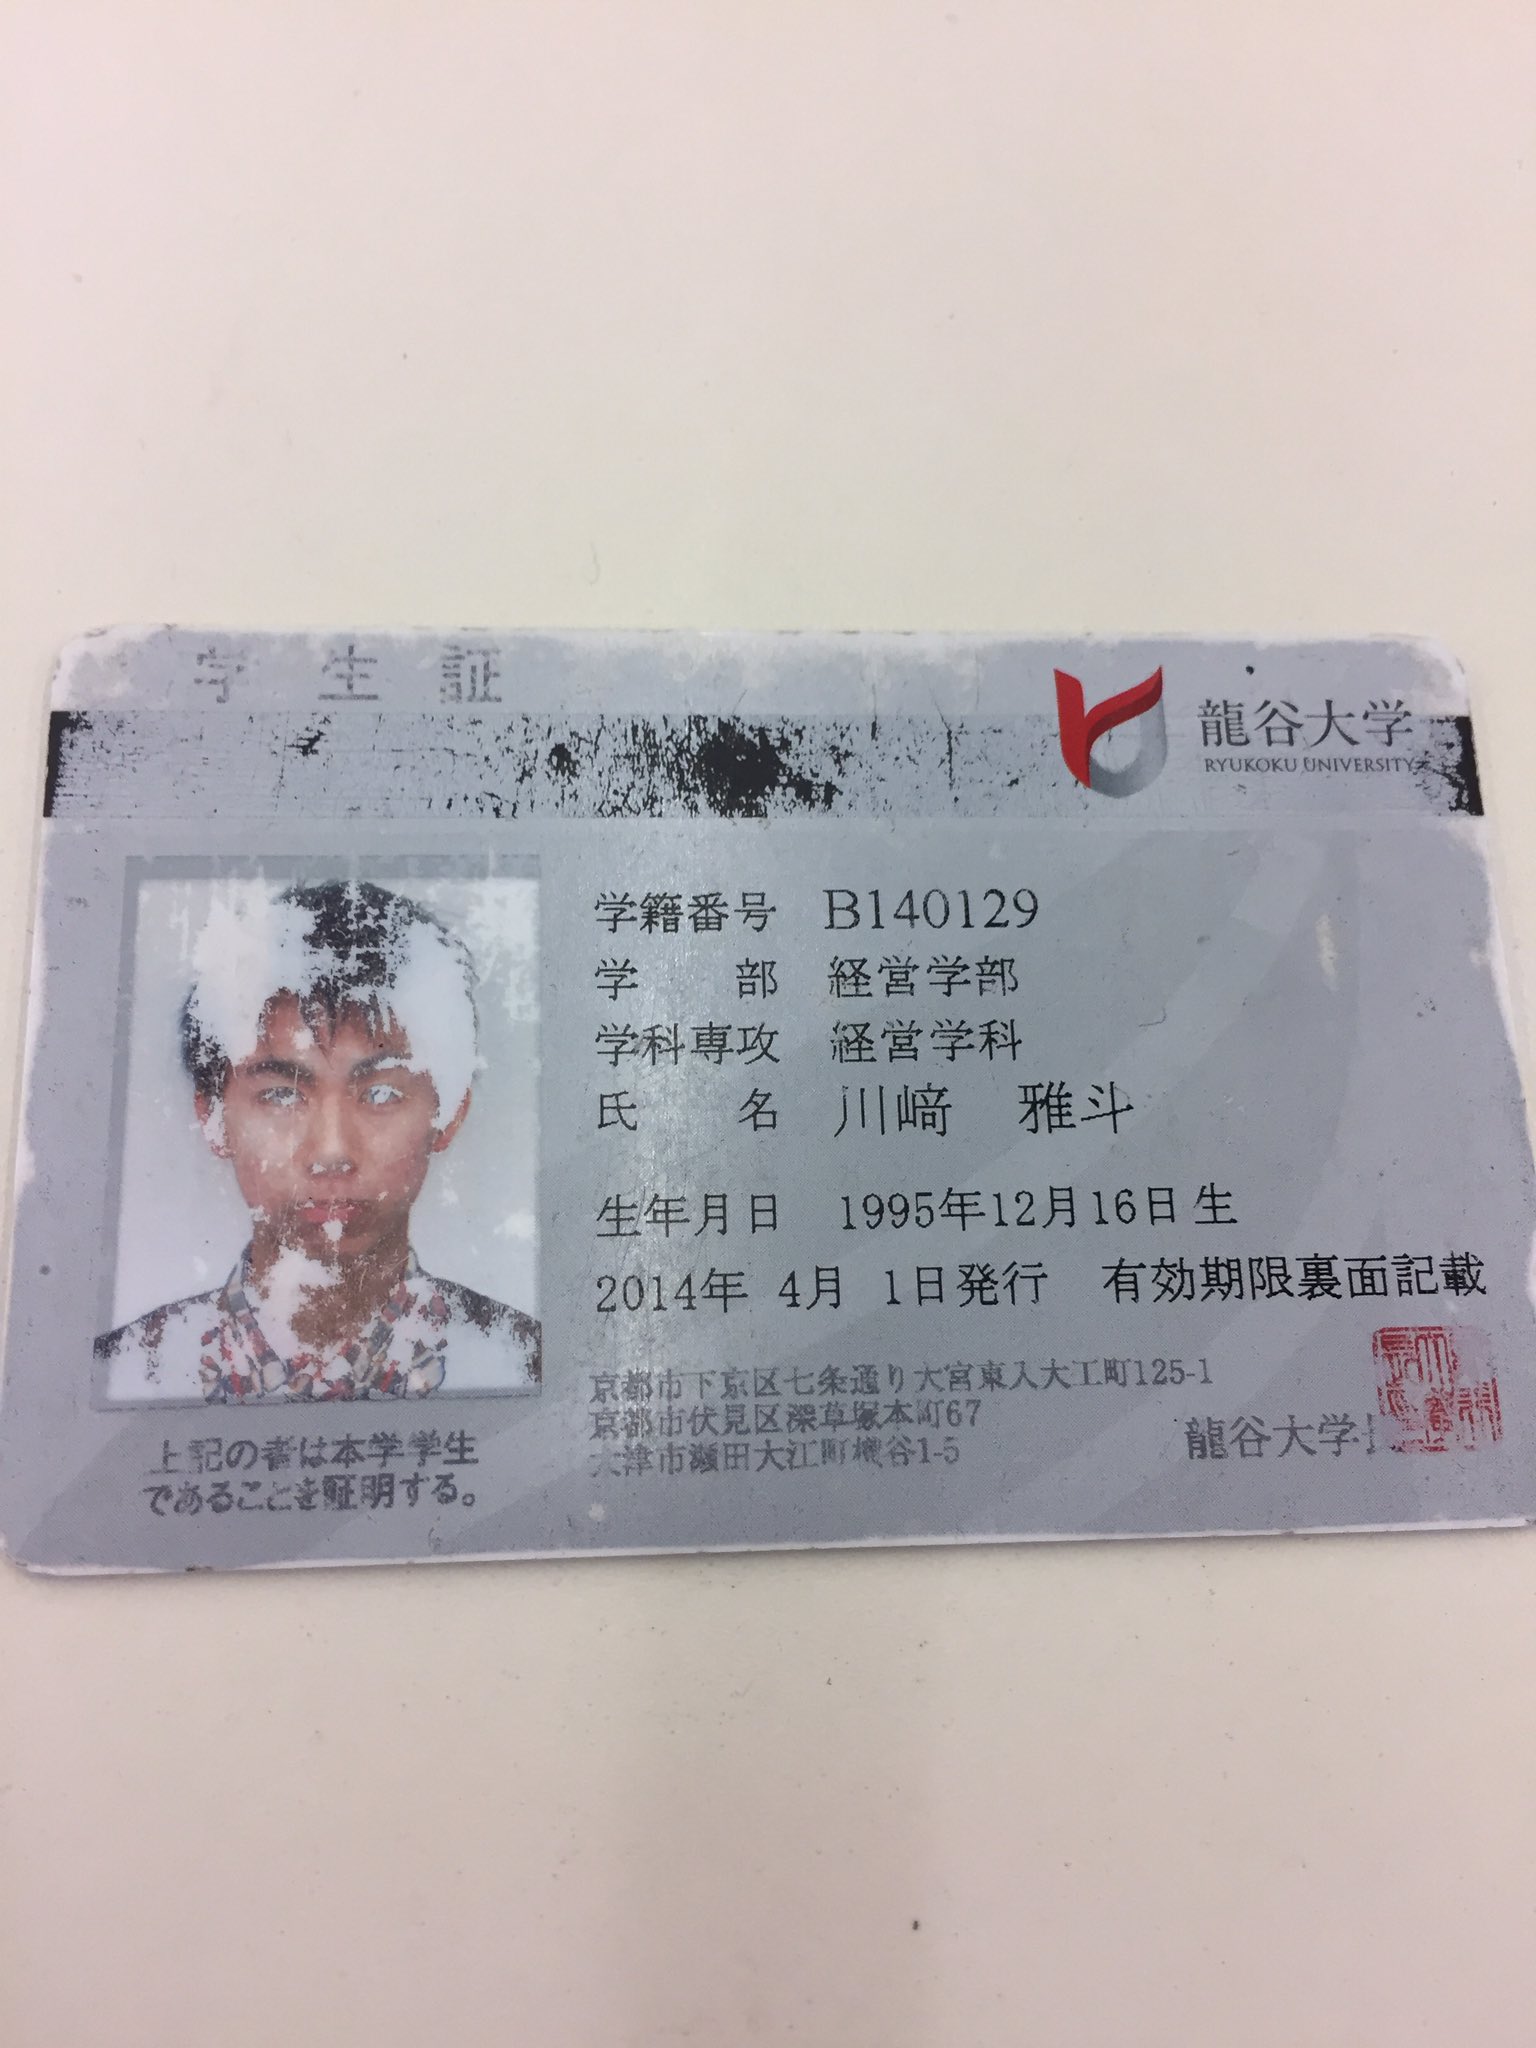 学生証
龍谷大学
RYUKOKU UNIVERSITY
学籍番号 B140129
学部 経営学部
学科専攻 経営学科
氏名 川﨑 雅斗
生年月日 1995年12月16日生
2014年 4月 1日発行 有効期限裏面記載
京都市下京区七条通り大宮東入大工町125-1
京都市伏見区深草塚本町67
大津市瀬田大江町横谷1-5
龍谷大学長
上記の者は本学学生
であることを証明する。